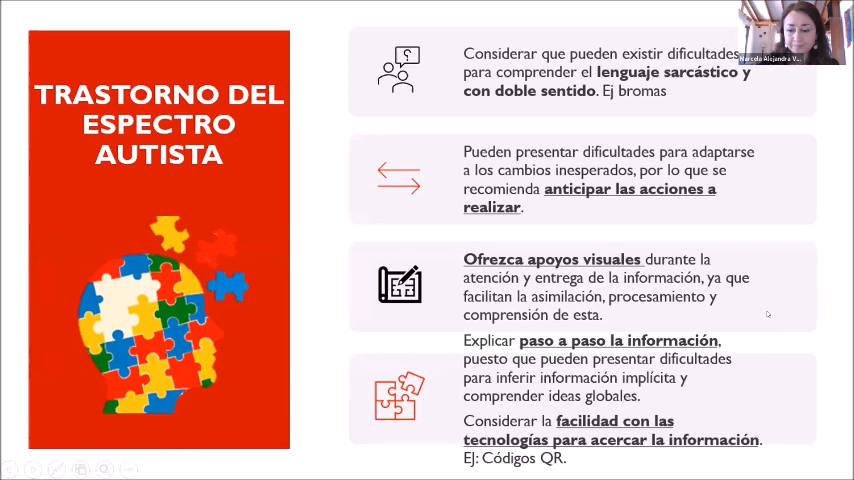 TRASTORNO DEL
ESPECTRO
AUTISTA
Considerar que pueden existir dificultades
para comprender el lenguaje sarcástico y
con doble sentido. Ej bromas
Pueden presentar dificultades para adaptarse
a los cambios inesperados, por lo que se
recomienda anticipar las acciones a
realizar.
Ofrezca apoyos visuales durante la
atención y entrega de la información, ya que
facilitan la asimilación, procesamiento y
comprensión de esta.
Explicar paso a paso la información,
puesto que pueden presentar dificultades
para inferir información implícita y
comprender ideas globales.
Considerar la facilidad con las
tecnologías para acercar la información.
EJ: Códigos QR.
Marcela Alejandra V...